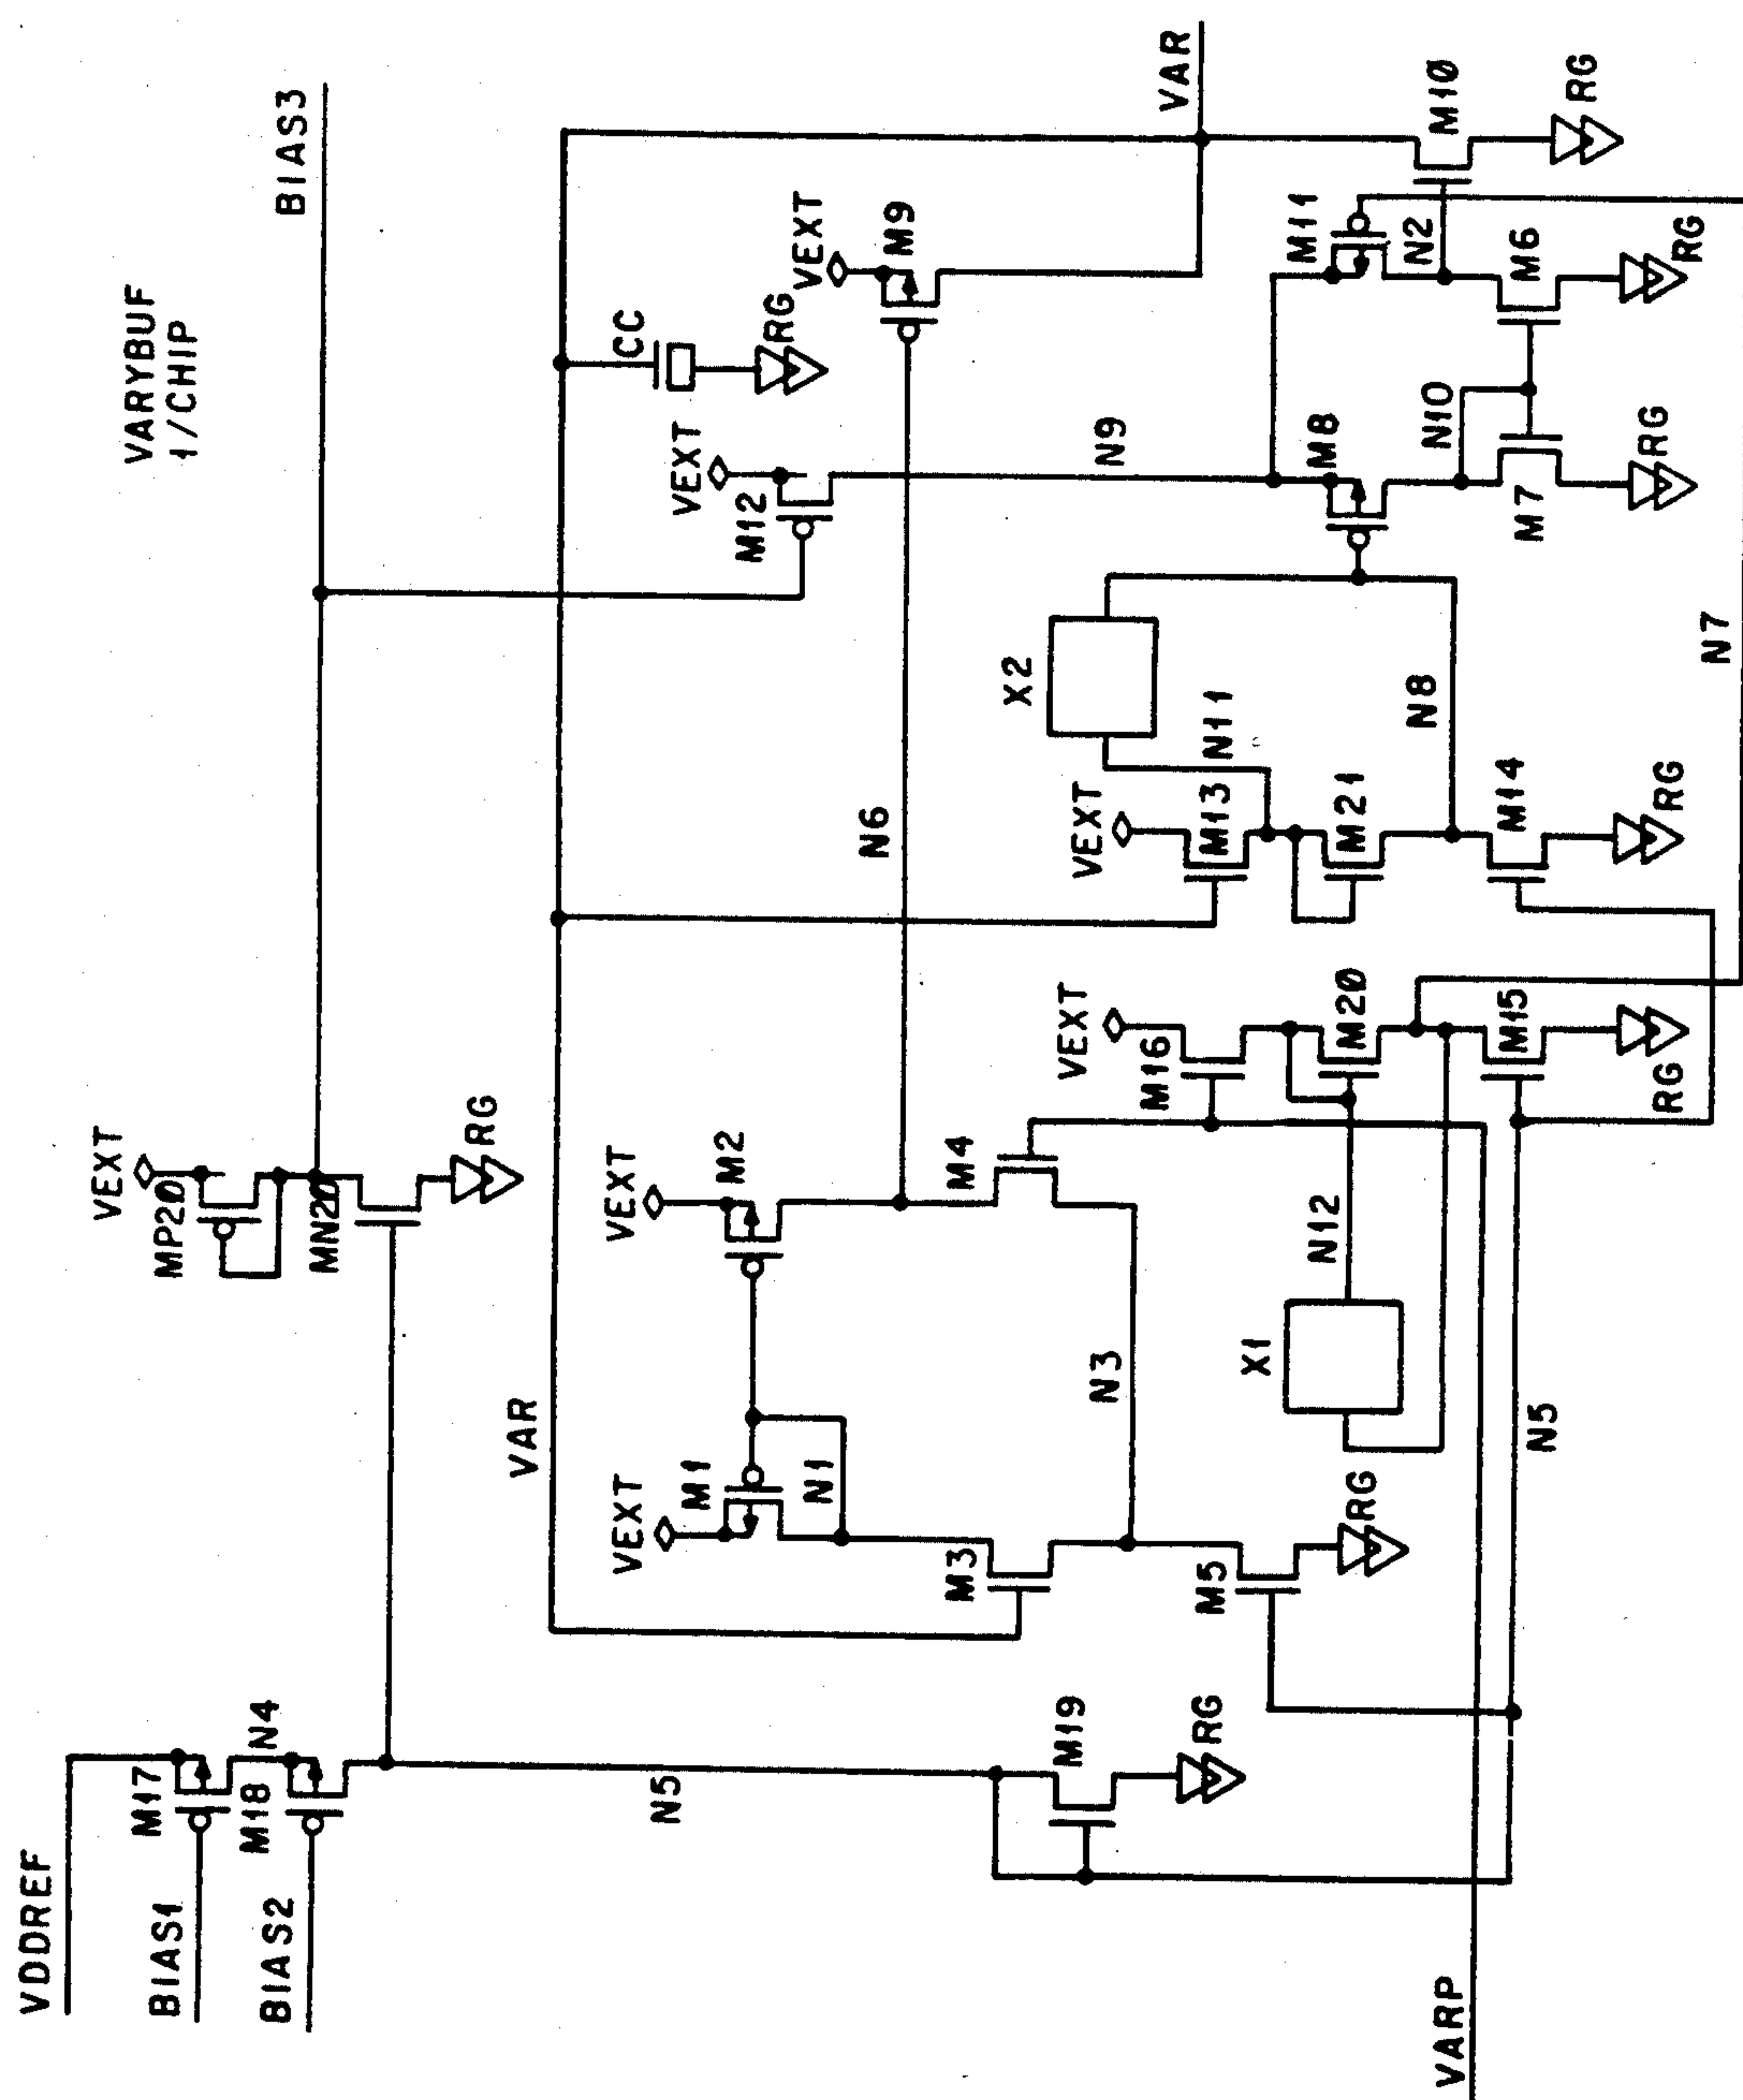 VARYBUF
1/CHIP
VDDREF
BIAS1
BIAS2
M17
M18
N4
N5
M19
RG
VEXT
MP20
MN20
RG
BIAS3
VAR
VEXT
M1
N1
VEXT
M2
M3
M4
N3
M5
RG
N6
VEXT
M12
CC
RG
VEXT
M9
VAR
N9
X1
N12
VEXT
M16
M20
M15
RG
N5
VEXT
M13
N11
X2
M21
N8
M14
RG
M8
N10
M7
RG
M11
N2
M6
RG
M10
RG
N7
VARP